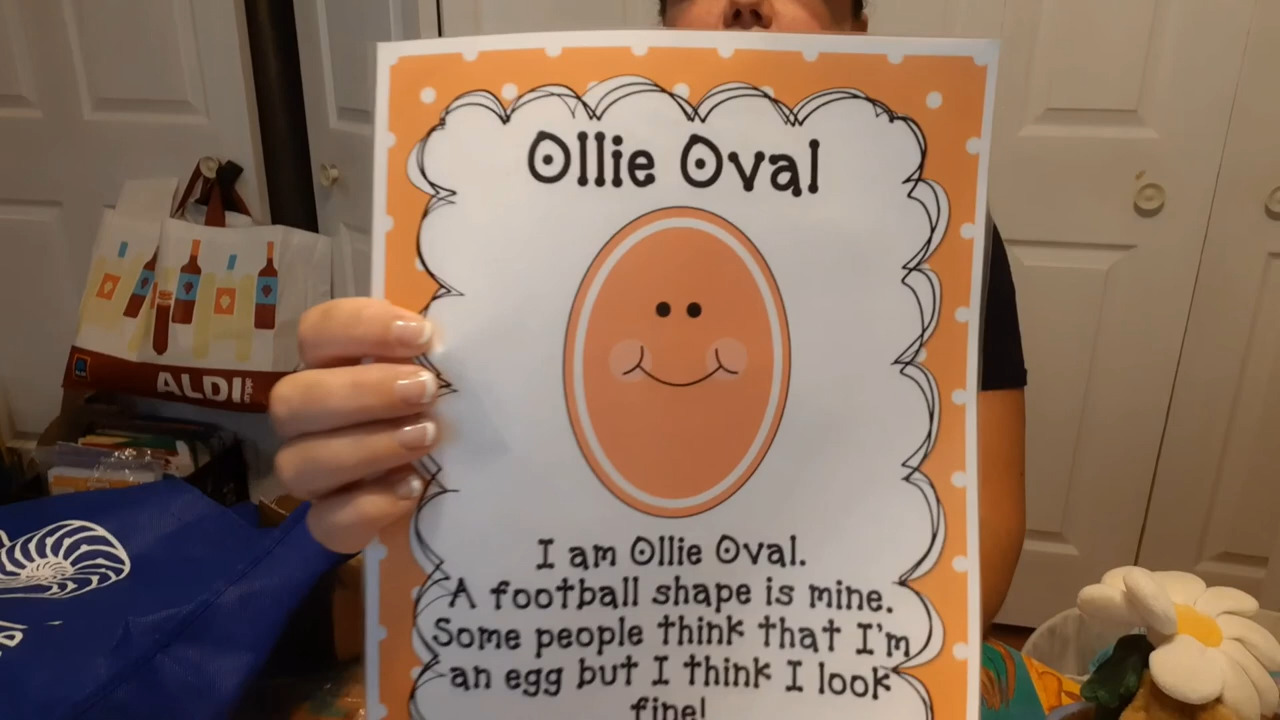 Ollie Oval
I am Ollie Oval.
A football shape is mine.
Some people think that I'm
an egg but I think I look
fine!
ALDI